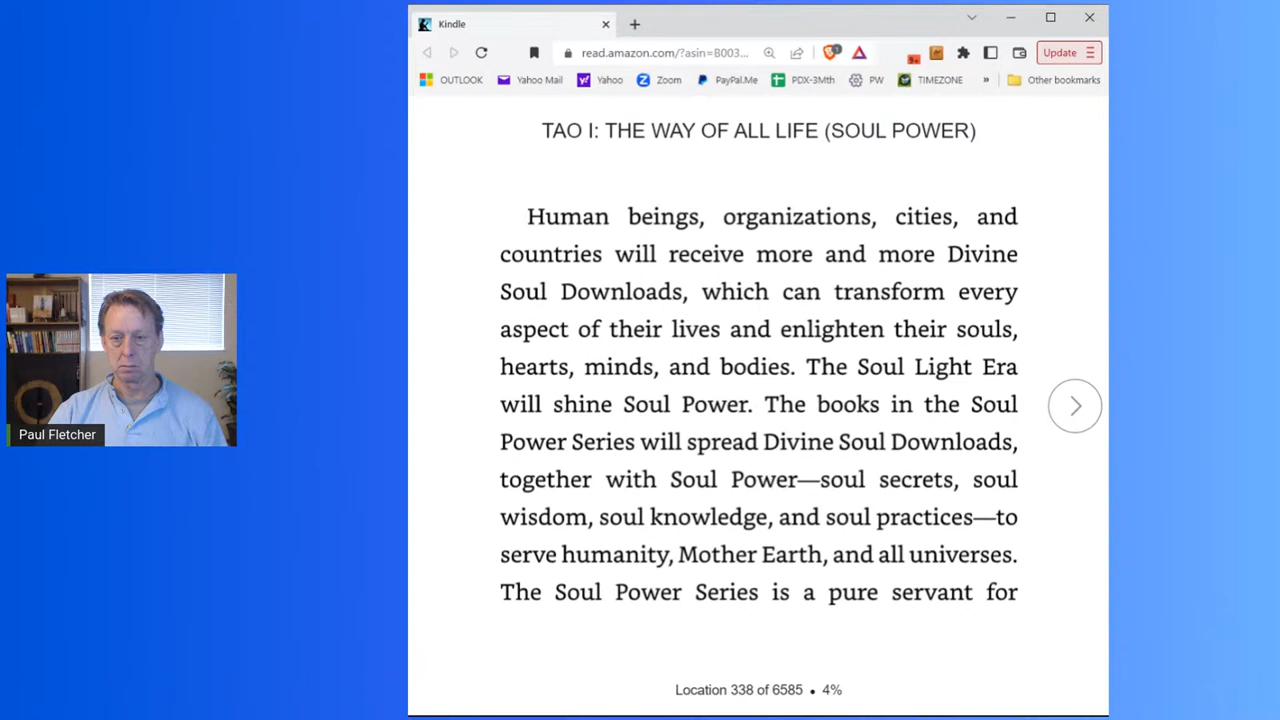 Kindle
read.amazon.com/?asin=B003...
Update
OUTLOOK Yahoo Mail Yahoo Zoom PayPal.Me PDX-3Mth PW TIMEZONE » Other bookmarks
TAO I: THE WAY OF ALL LIFE (SOUL POWER)
Human beings, organizations, cities, and
countries will receive more and more Divine
Soul Downloads, which can transform every
aspect of their lives and enlighten their souls,
hearts, minds, and bodies. The Soul Light Era
will shine Soul Power. The books in the Soul
Power Series will spread Divine Soul Downloads,
together with Soul Power—soul secrets, soul
wisdom, soul knowledge, and soul practices—to
serve humanity, Mother Earth, and all universes.
The Soul Power Series is a pure servant for
Location 338 of 6585 • 4%
Paul Fletcher